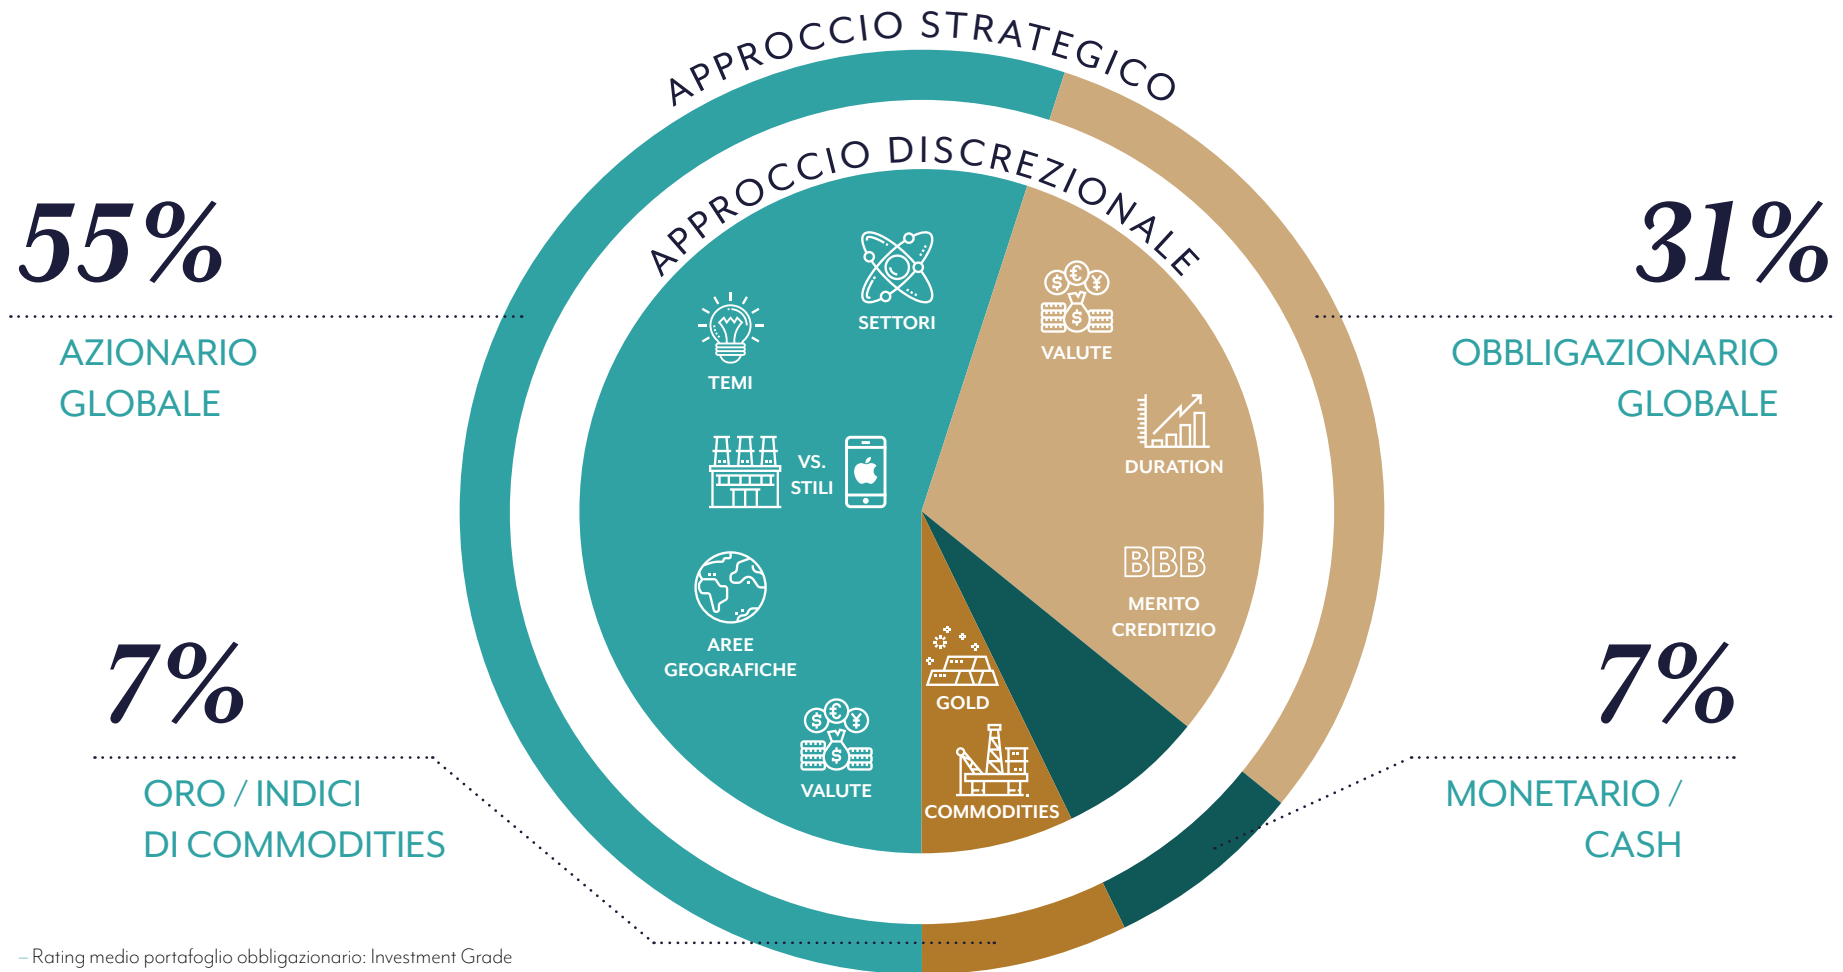 APPROCCIO STRATEGICO
APPROCCIO DISCREZIONALE
55%
AZIONARIO
GLOBALE
31%
OBBLIGAZIONARIO
GLOBALE
SETTORI
TEMI
VS.
STILI
AREE
GEOGRAFICHE
$ € ¥
$
VALUTE
$ € ¥
$
VALUTE
DURATION
BBB
MERITO
CREDITIZIO
GOLD
COMMODITIES
7%
ORO / INDICI
DI COMMODITIES
7%
MONETARIO /
CASH
– Rating medio portafoglio obbligazionario: Investment Grade